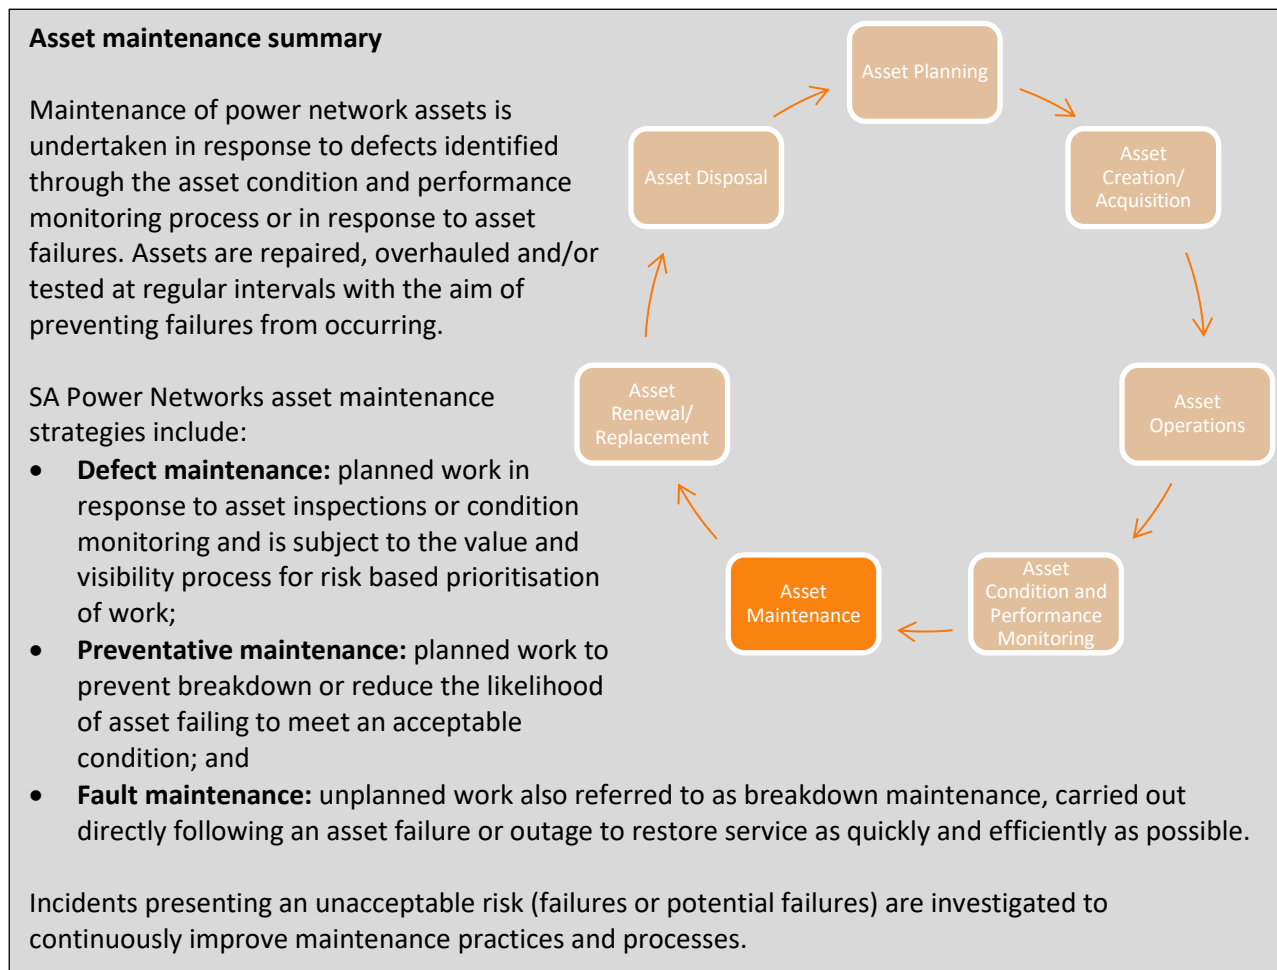 Asset maintenance summary
Maintenance of power network assets is
undertaken in response to defects identified
through the asset condition and performance
monitoring process or in response to asset
failures. Assets are repaired, overhauled and/or
tested at regular intervals with the aim of
preventing failures from occurring.
SA Power Networks asset maintenance
strategies include:
• Defect maintenance: planned work in
response to asset inspections or condition
monitoring and is subject to the value and
visibility process for risk based prioritisation
of work;
• Preventative maintenance: planned work to
prevent breakdown or reduce the likelihood
of asset failing to meet an acceptable
condition; and
• Fault maintenance: unplanned work also referred to as breakdown maintenance, carried out
directly following an asset failure or outage to restore service as quickly and efficiently as possible.
Incidents presenting an unacceptable risk (failures or potential failures) are investigated to
continuously improve maintenance practices and processes.
Asset Planning
Asset
Creation/
Acquisition
Asset
Operations
Asset
Condition and
Performance
Monitoring
Asset
Maintenance
Asset
Renewal/
Replacement
Asset Disposal